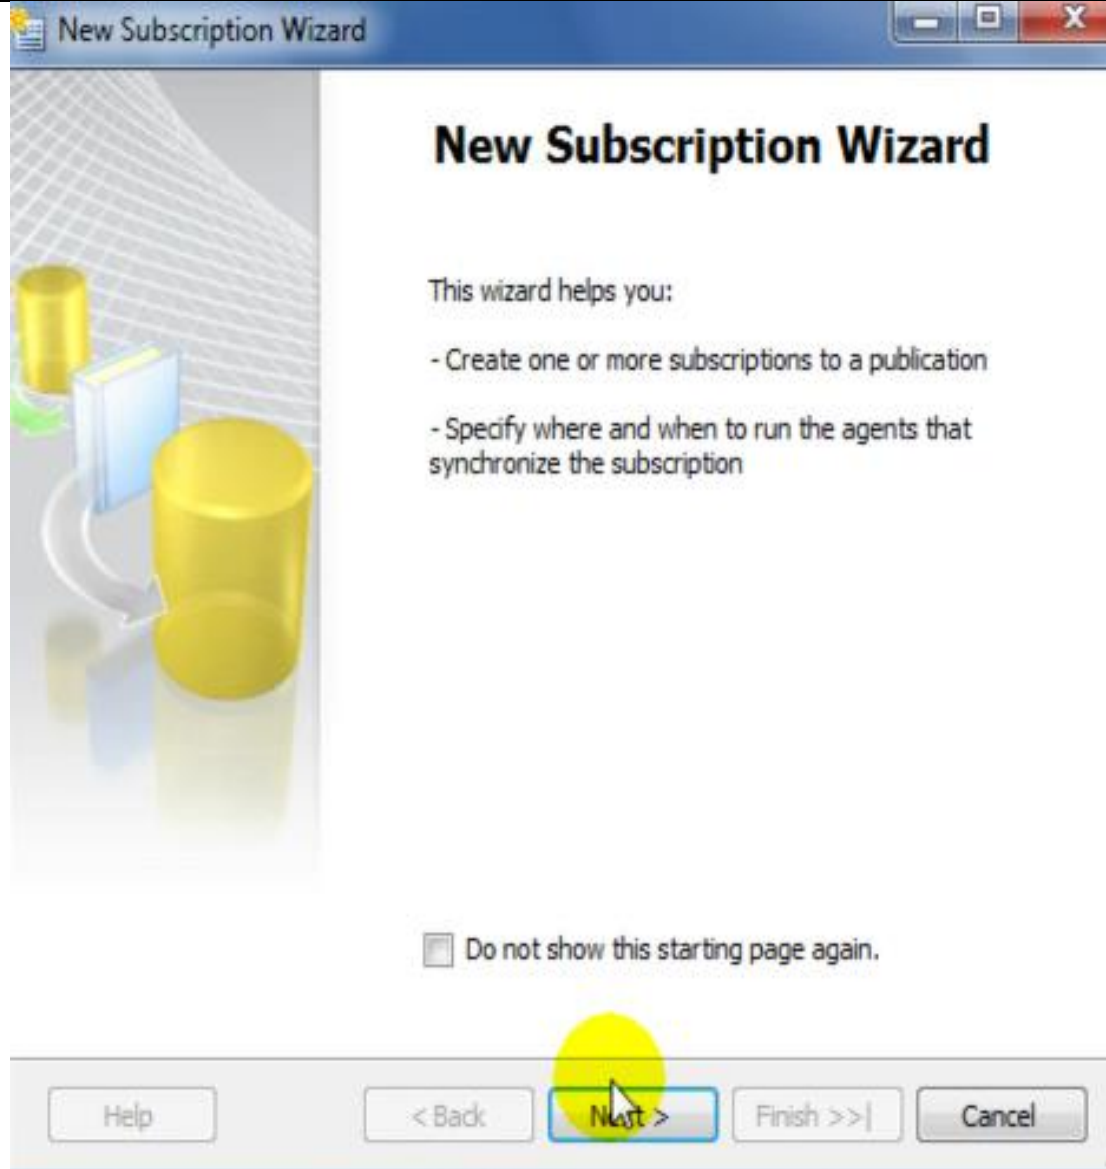 New Subscription Wizard
New Subscription Wizard
This wizard helps you:
- Create one or more subscriptions to a publication
- Specify where and when to run the agents that
synchronize the subscription
Do not show this starting page again.
Help
< Back
Next >
Finish >>|
Cancel